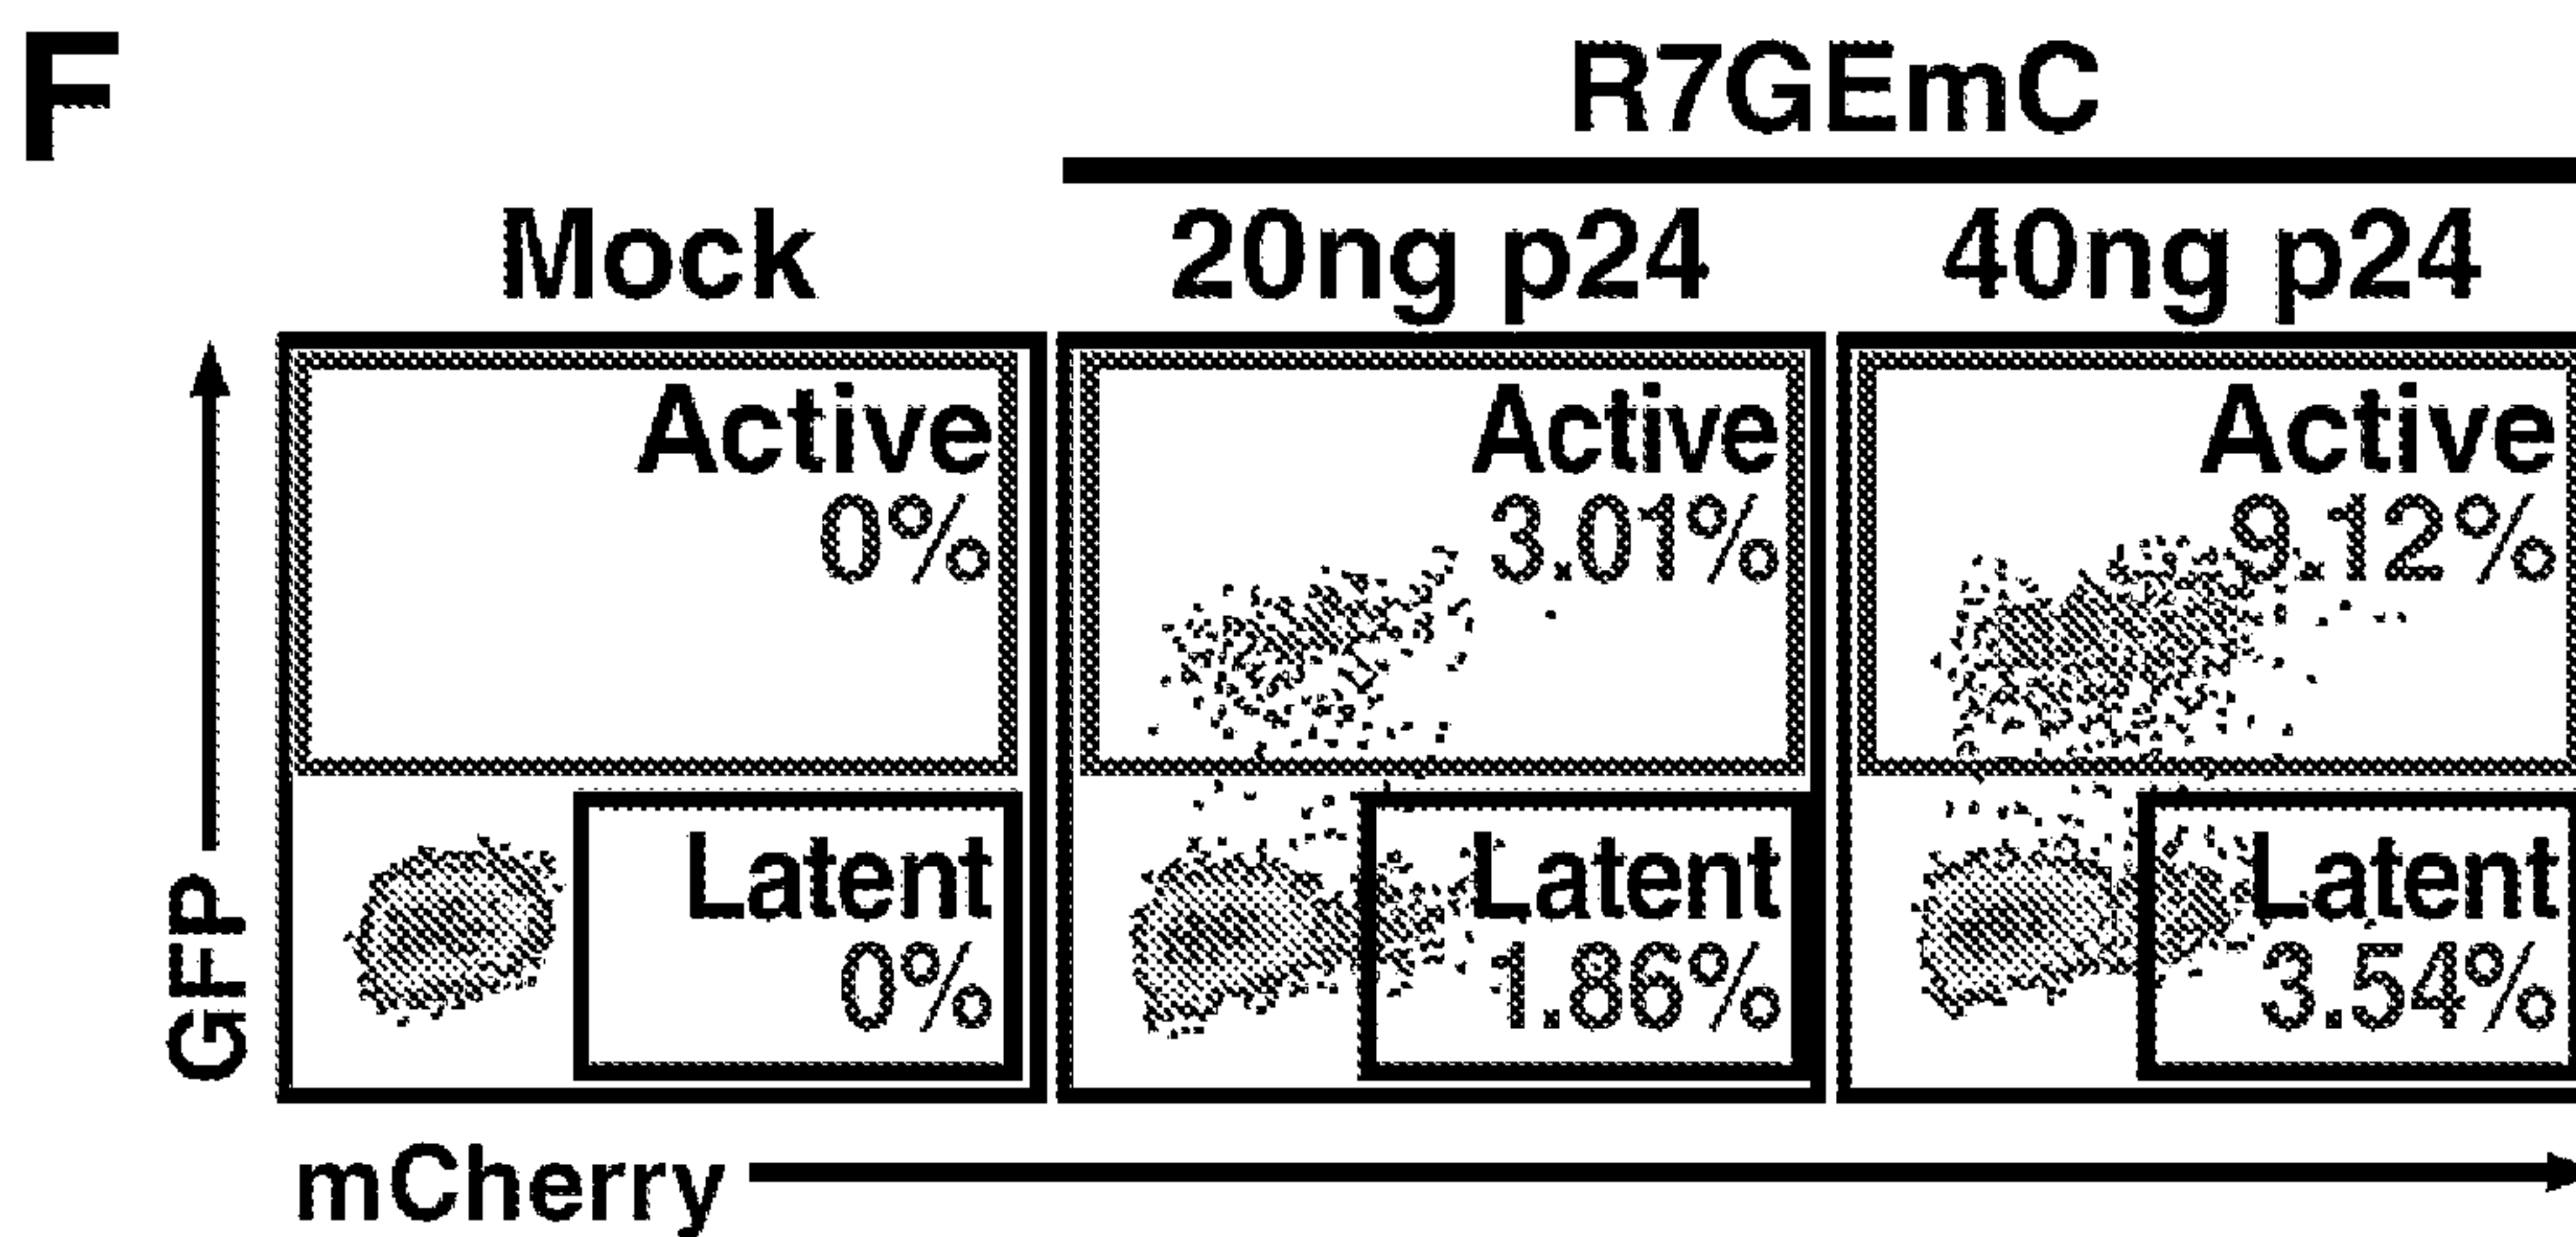 F
R7GEmC
Mock 20ng p24 40ng p24
Active Active Active
0% 3.01% 9.12%
Latent Latent Latent
0% 1.86% 3.54%
GFP
mCherry